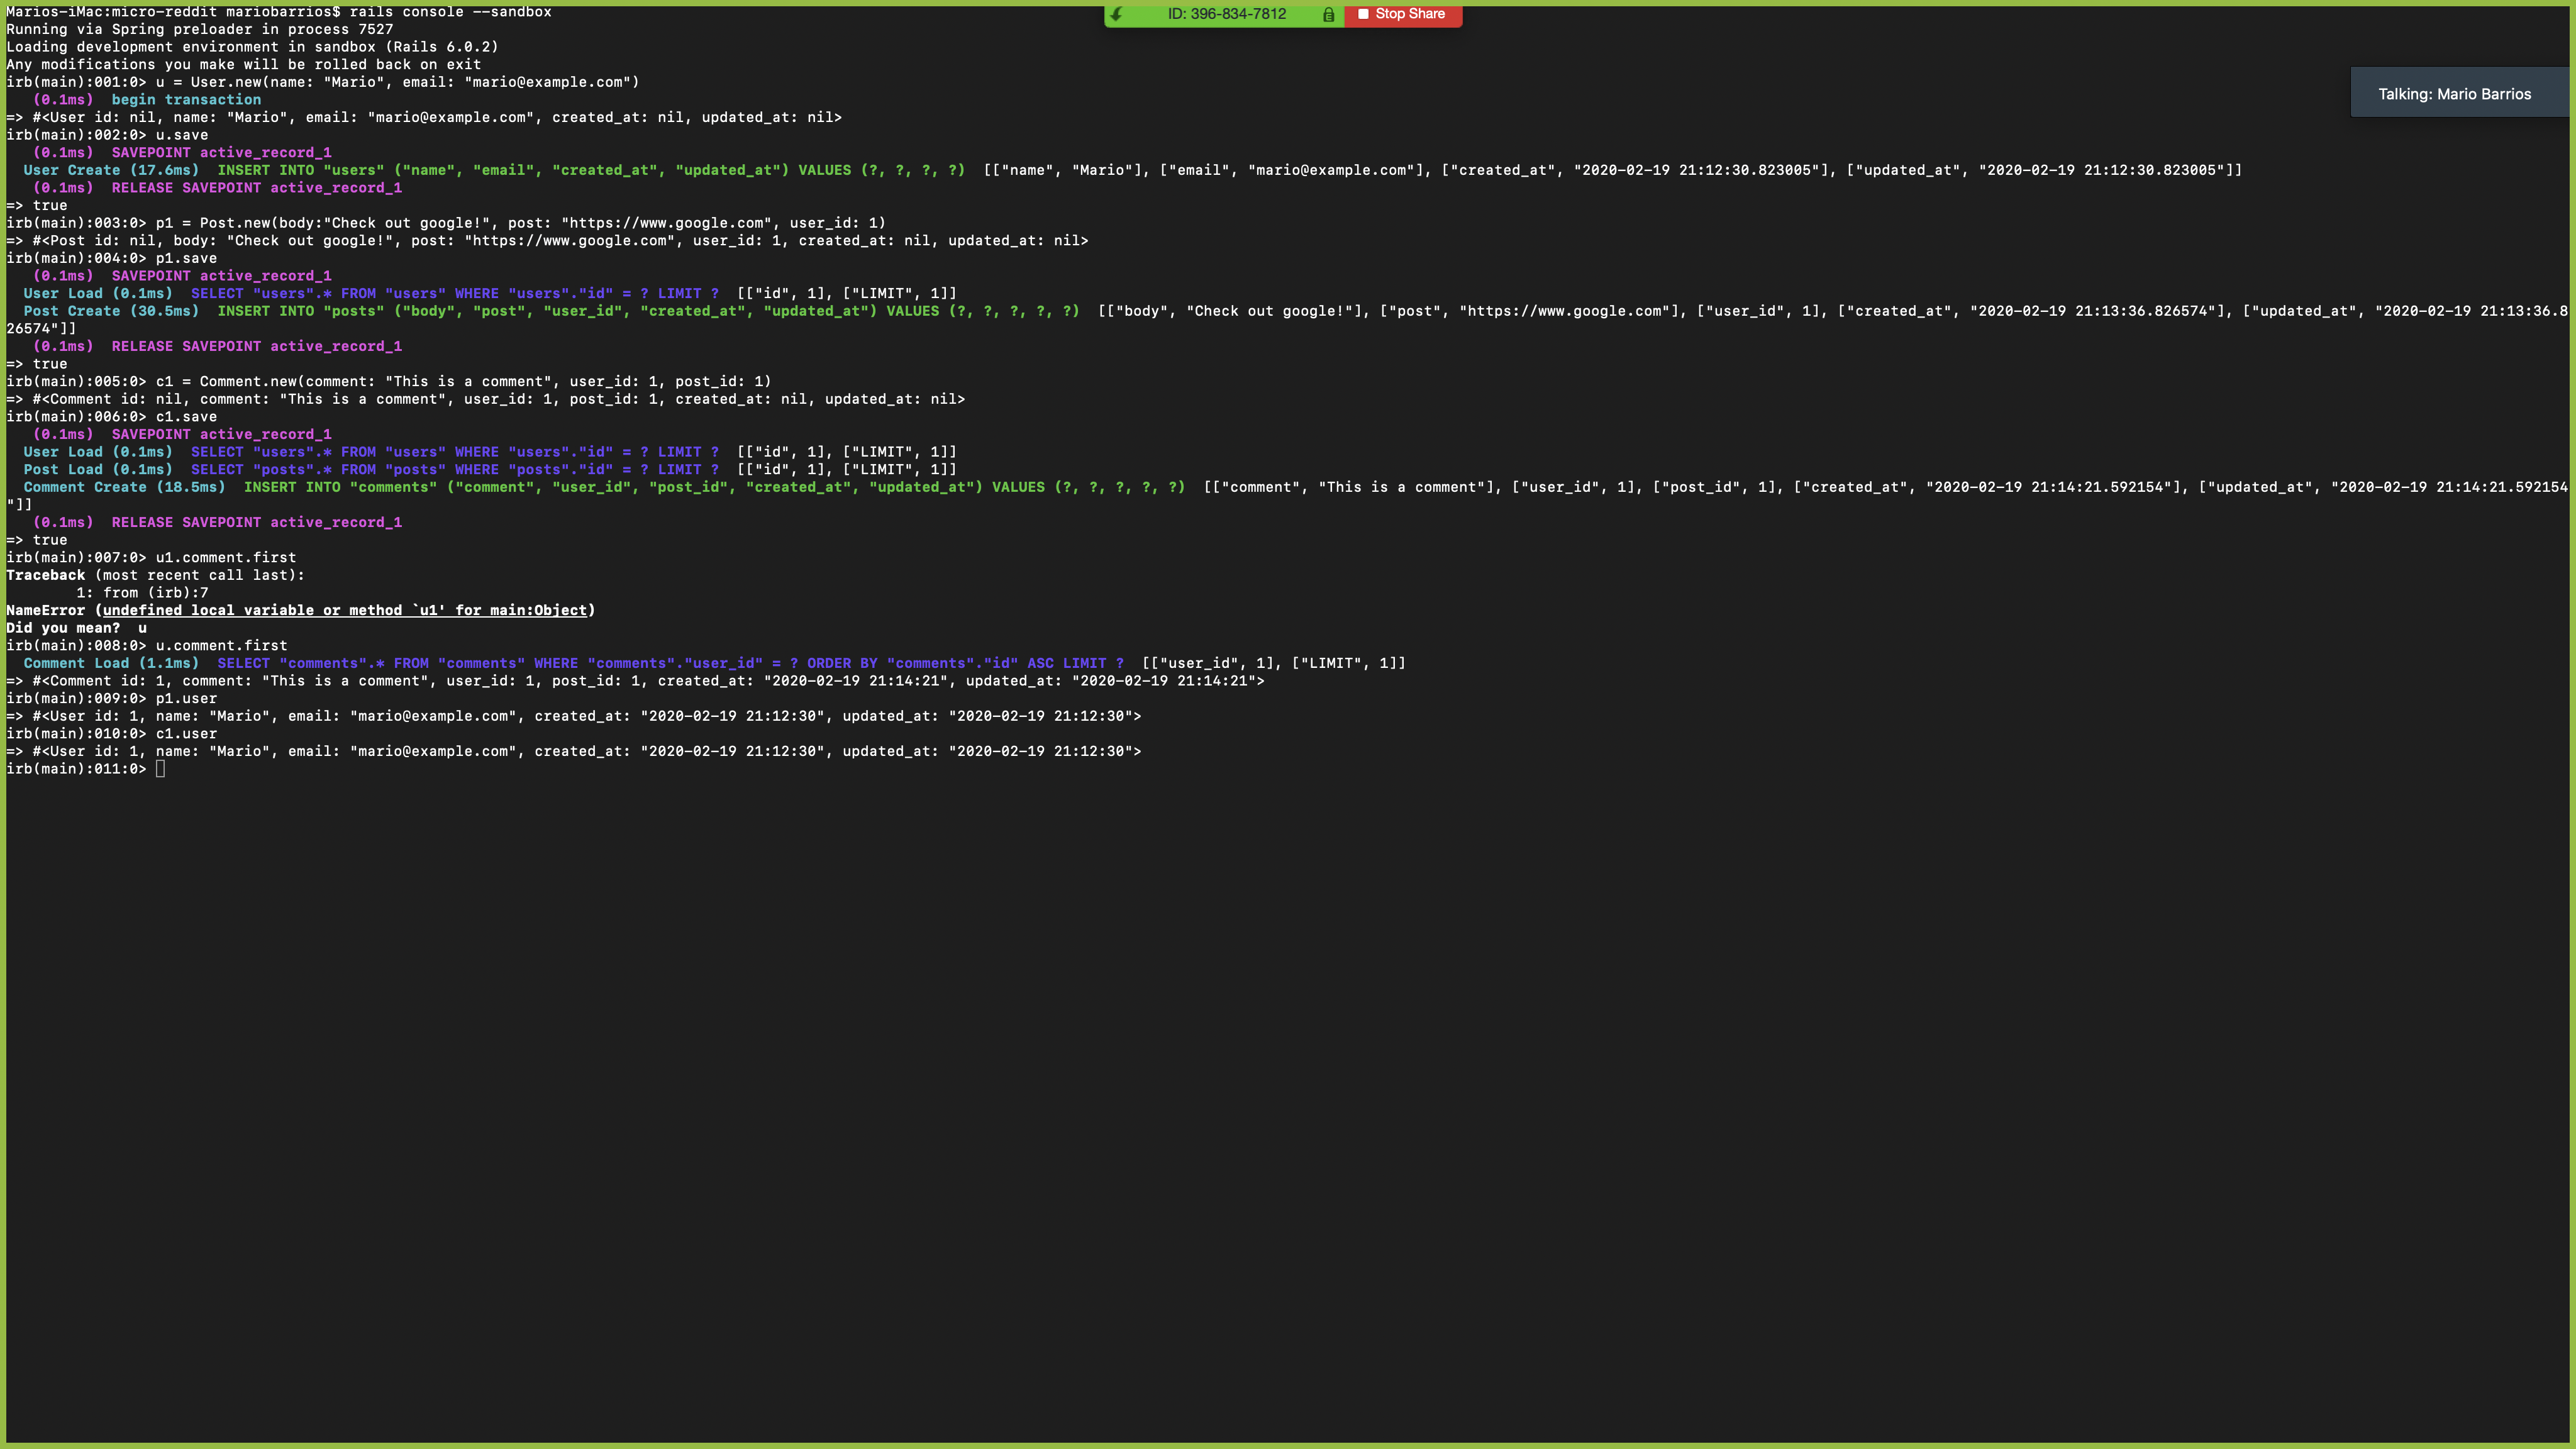 Marios-iMac:micro-reddit mariobarrios$ rails console --sandbox
ID: 396-834-7812
Stop Share
Running via Spring preloader in process 7527
Loading development environment in sandbox (Rails 6.0.2)
Any modifications you make will be rolled back on exit
irb(main):001:0> u = User.new(name: "Mario", email: "mario@example.com")
Talking: Mario Barrios
(0.1ms)  begin transaction
=> #<User id: nil, name: "Mario", email: "mario@example.com", created_at: nil, updated_at: nil>
irb(main):002:0> u.save
(0.1ms)  SAVEPOINT active_record_1
User Create (17.6ms)  INSERT INTO "users" ("name", "email", "created_at", "updated_at") VALUES (?, ?, ?, ?)  [["name", "Mario"], ["email", "mario@example.com"], ["created_at", "2020-02-19 21:12:30.823005"], ["updated_at", "2020-02-19 21:12:30.823005"]]
(0.1ms)  RELEASE SAVEPOINT active_record_1
=> true
irb(main):003:0> p1 = Post.new(body:"Check out google!", post: "https://www.google.com", user_id: 1)
=> #<Post id: nil, body: "Check out google!", post: "https://www.google.com", user_id: 1, created_at: nil, updated_at: nil>
irb(main):004:0> p1.save
(0.1ms)  SAVEPOINT active_record_1
User Load (0.1ms)  SELECT "users".* FROM "users" WHERE "users"."id" = ? LIMIT ?  [["id", 1], ["LIMIT", 1]]
Post Create (30.5ms)  INSERT INTO "posts" ("body", "post", "user_id", "created_at", "updated_at") VALUES (?, ?, ?, ?, ?)  [["body", "Check out google!"], ["post", "https://www.google.com"], ["user_id", 1], ["created_at", "2020-02-19 21:13:36.826574"], ["updated_at", "2020-02-19 21:13:36.8
26574"]]
(0.1ms)  RELEASE SAVEPOINT active_record_1
=> true
irb(main):005:0> c1 = Comment.new(comment: "This is a comment", user_id: 1, post_id: 1)
=> #<Comment id: nil, comment: "This is a comment", user_id: 1, post_id: 1, created_at: nil, updated_at: nil>
irb(main):006:0> c1.save
(0.1ms)  SAVEPOINT active_record_1
User Load (0.1ms)  SELECT "users".* FROM "users" WHERE "users"."id" = ? LIMIT ?  [["id", 1], ["LIMIT", 1]]
Post Load (0.1ms)  SELECT "posts".* FROM "posts" WHERE "posts"."id" = ? LIMIT ?  [["id", 1], ["LIMIT", 1]]
Comment Create (18.5ms)  INSERT INTO "comments" ("comment", "user_id", "post_id", "created_at", "updated_at") VALUES (?, ?, ?, ?, ?)  [["comment", "This is a comment"], ["user_id", 1], ["post_id", 1], ["created_at", "2020-02-19 21:14:21.592154"], ["updated_at", "2020-02-19 21:14:21.592154
"]]
(0.1ms)  RELEASE SAVEPOINT active_record_1
=> true
irb(main):007:0> u1.comment.first
Traceback (most recent call last):
1: from (irb):7
NameError (undefined local variable or method `u1' for main:Object)
Did you mean?  u
irb(main):008:0> u.comment.first
Comment Load (1.1ms)  SELECT "comments".* FROM "comments" WHERE "comments"."user_id" = ? ORDER BY "comments"."id" ASC LIMIT ?  [["user_id", 1], ["LIMIT", 1]]
=> #<Comment id: 1, comment: "This is a comment", user_id: 1, post_id: 1, created_at: "2020-02-19 21:14:21", updated_at: "2020-02-19 21:14:21">
irb(main):009:0> p1.user
=> #<User id: 1, name: "Mario", email: "mario@example.com", created_at: "2020-02-19 21:12:30", updated_at: "2020-02-19 21:12:30">
irb(main):010:0> c1.user
=> #<User id: 1, name: "Mario", email: "mario@example.com", created_at: "2020-02-19 21:12:30", updated_at: "2020-02-19 21:12:30">
irb(main):011:0>